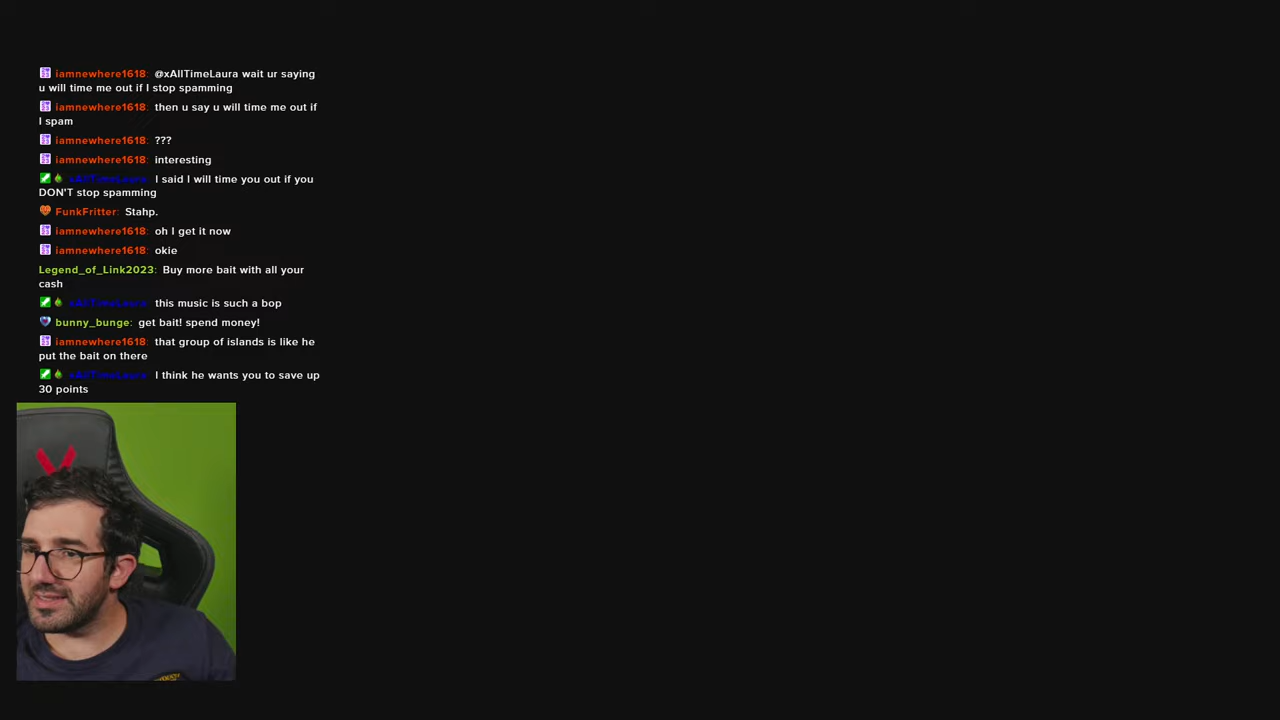 iamnewhere1618: @xAllTimeLaura wait ur saying
u will time me out if I stop spamming
iamnewhere1618: then u say u will time me out if
I spam
iamnewhere1618: ???
iamnewhere1618: interesting
xAllTimeLaura: I said I will time you out if you
DON'T stop spamming
FunkFritter: Stahp.
iamnewhere1618: oh I get it now
iamnewhere1618: okie
Legend_of_Link2023: Buy more bait with all your
cash
xAllTimeLaura: this music is such a bop
bunny_bunge: get bait! spend money!
iamnewhere1618: that group of islands is like he
put the bait on there
xAllTimeLaura: I think he wants you to save up
30 points